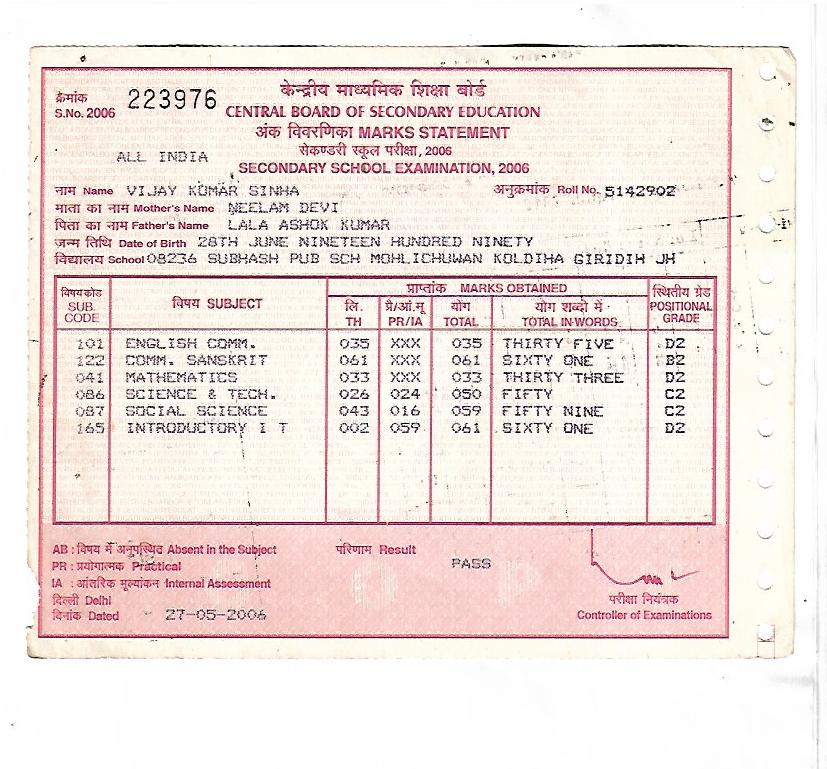 क्रमांक
S.No. 2006 223976
केन्द्रीय माध्यमिक शिक्षा बोर्ड
CENTRAL BOARD OF SECONDARY EDUCATION
अंक विवरणिका MARKS STATEMENT
सेकण्डरी स्कूल परीक्षा, 2006
ALL INDIA
SECONDARY SCHOOL EXAMINATION, 2006
नाम Name VIJAY KUMAR SINHA अनुक्रमांक Roll No. 5142902
माता का नाम Mother's Name NEELAM DEVI
पिता का नाम Father's Name LALA ASHOK KUMAR
जन्म तिथि Date of Birth 28TH JUNE NINETEEN HUNDRED NINETY
विद्यालय School 08236 SUBHASH PUB SCH MOHLICHUWAN KOLDIHA GIRIDIH JH
विषय कोड SUB. CODE विषय SUBJECT प्राप्तांक MARKS OBTAINED स्थितीय ग्रेड POSITIONAL GRADE
लि. TH प्रै/आं.मू PR/IA योग TOTAL योग शब्दो में TOTAL IN WORDS
101 ENGLISH COMM. 035 XXX 035 THIRTY FIVE D2
122 COMM. SANSKRIT 061 XXX 061 SIXTY ONE B2
041 MATHEMATICS 033 XXX 033 THIRTY THREE D2
086 SCIENCE & TECH. 026 024 050 FIFTY C2
087 SOCIAL SCIENCE 043 016 059 FIFTY NINE C2
165 INTRODUCTORY I T 002 059 061 SIXTY ONE D2
AB : विषय में अनुपस्थित Absent in the Subject परिणाम Result PASS
PR : प्रयोगात्मक Practical
IA : आंतरिक मूल्यांकन Internal Assessment
दिल्ली Delhi
दिनांक Dated 27-05-2006
परीक्षा नियंत्रक
Controller of Examinations